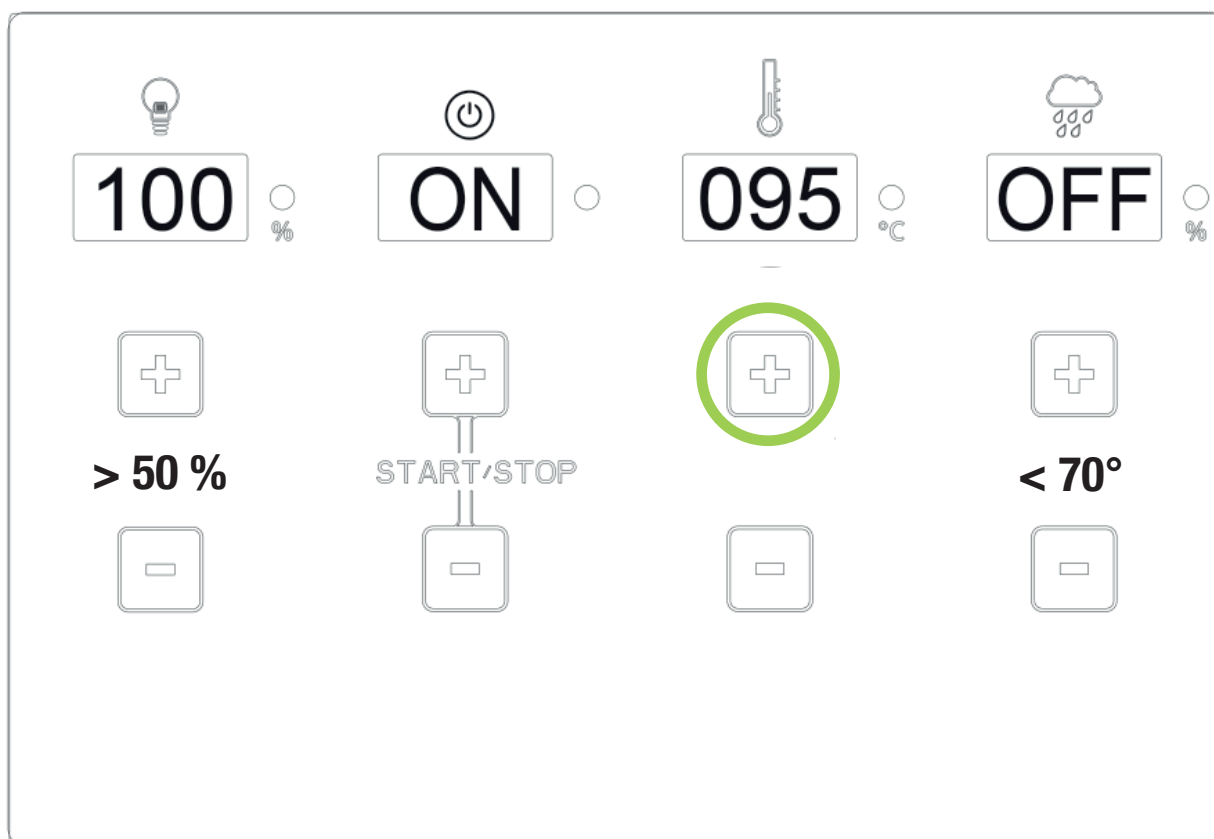 100 % ON 095 °C OFF %
+ + + +
> 50 % START/STOP < 70°
- - - -